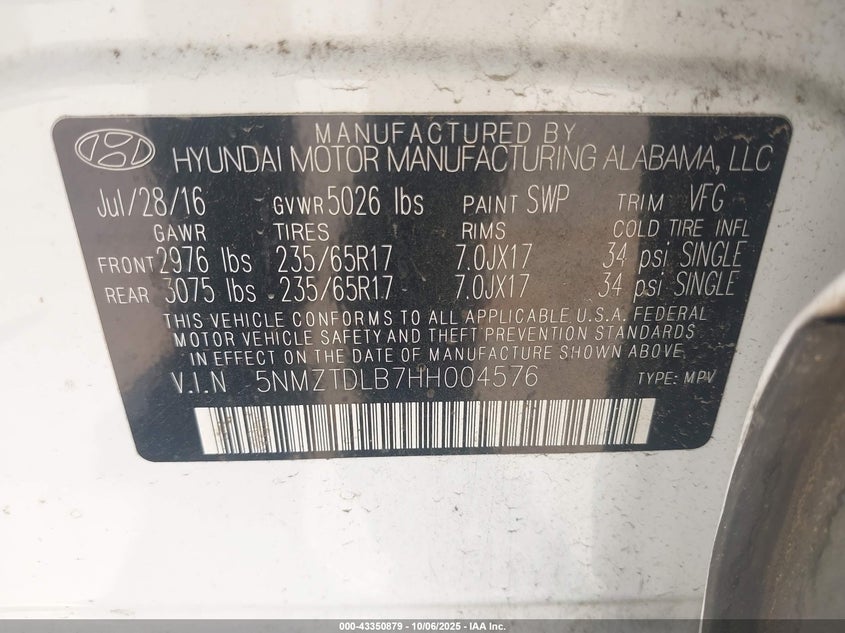 MANUFACTURED BY
HYUNDAI MOTOR MANUFACTURING ALABAMA, LLC
Jul/28/16 GVWR 5026 lbs PAINT SWP TRIM VFG
GAWR TIRES RIMS COLD TIRE INFL
FRONT 2976 lbs 235/65R17 7.0JX17 34 psi SINGLE
REAR 3075 lbs 235/65R17 7.0JX17 34 psi SINGLE
THIS VEHICLE CONFORMS TO ALL APPLICABLE U.S.A. FEDERAL
MOTOR VEHICLE SAFETY AND THEFT PREVENTION STANDARDS
IN EFFECT ON THE DATE OF MANUFACTURE SHOWN ABOVE.
V.I.N 5NMZTDLB7HH004576 TYPE: MPV
000-43350879 - 10/06/2025 - IAA Inc.